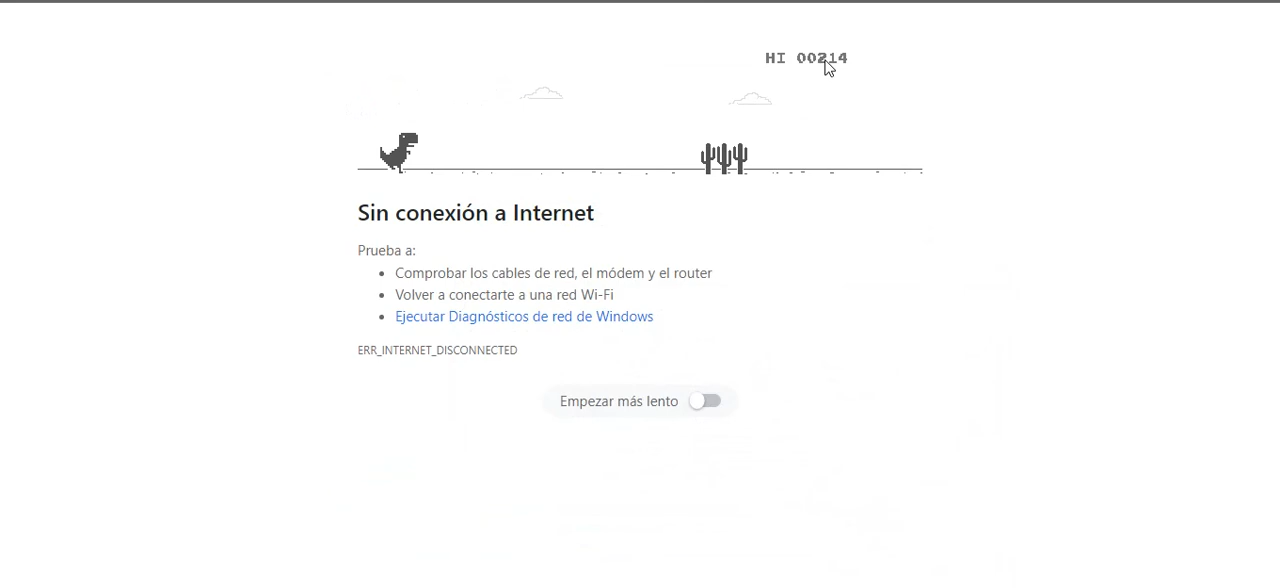 HI 00214
Sin conexión a Internet
Prueba a:
Comprobar los cables de red, el módem y el router
Volver a conectarte a una red Wi-Fi
Ejecutar Diagnósticos de red de Windows
ERR_INTERNET_DISCONNECTED
Empezar más lento